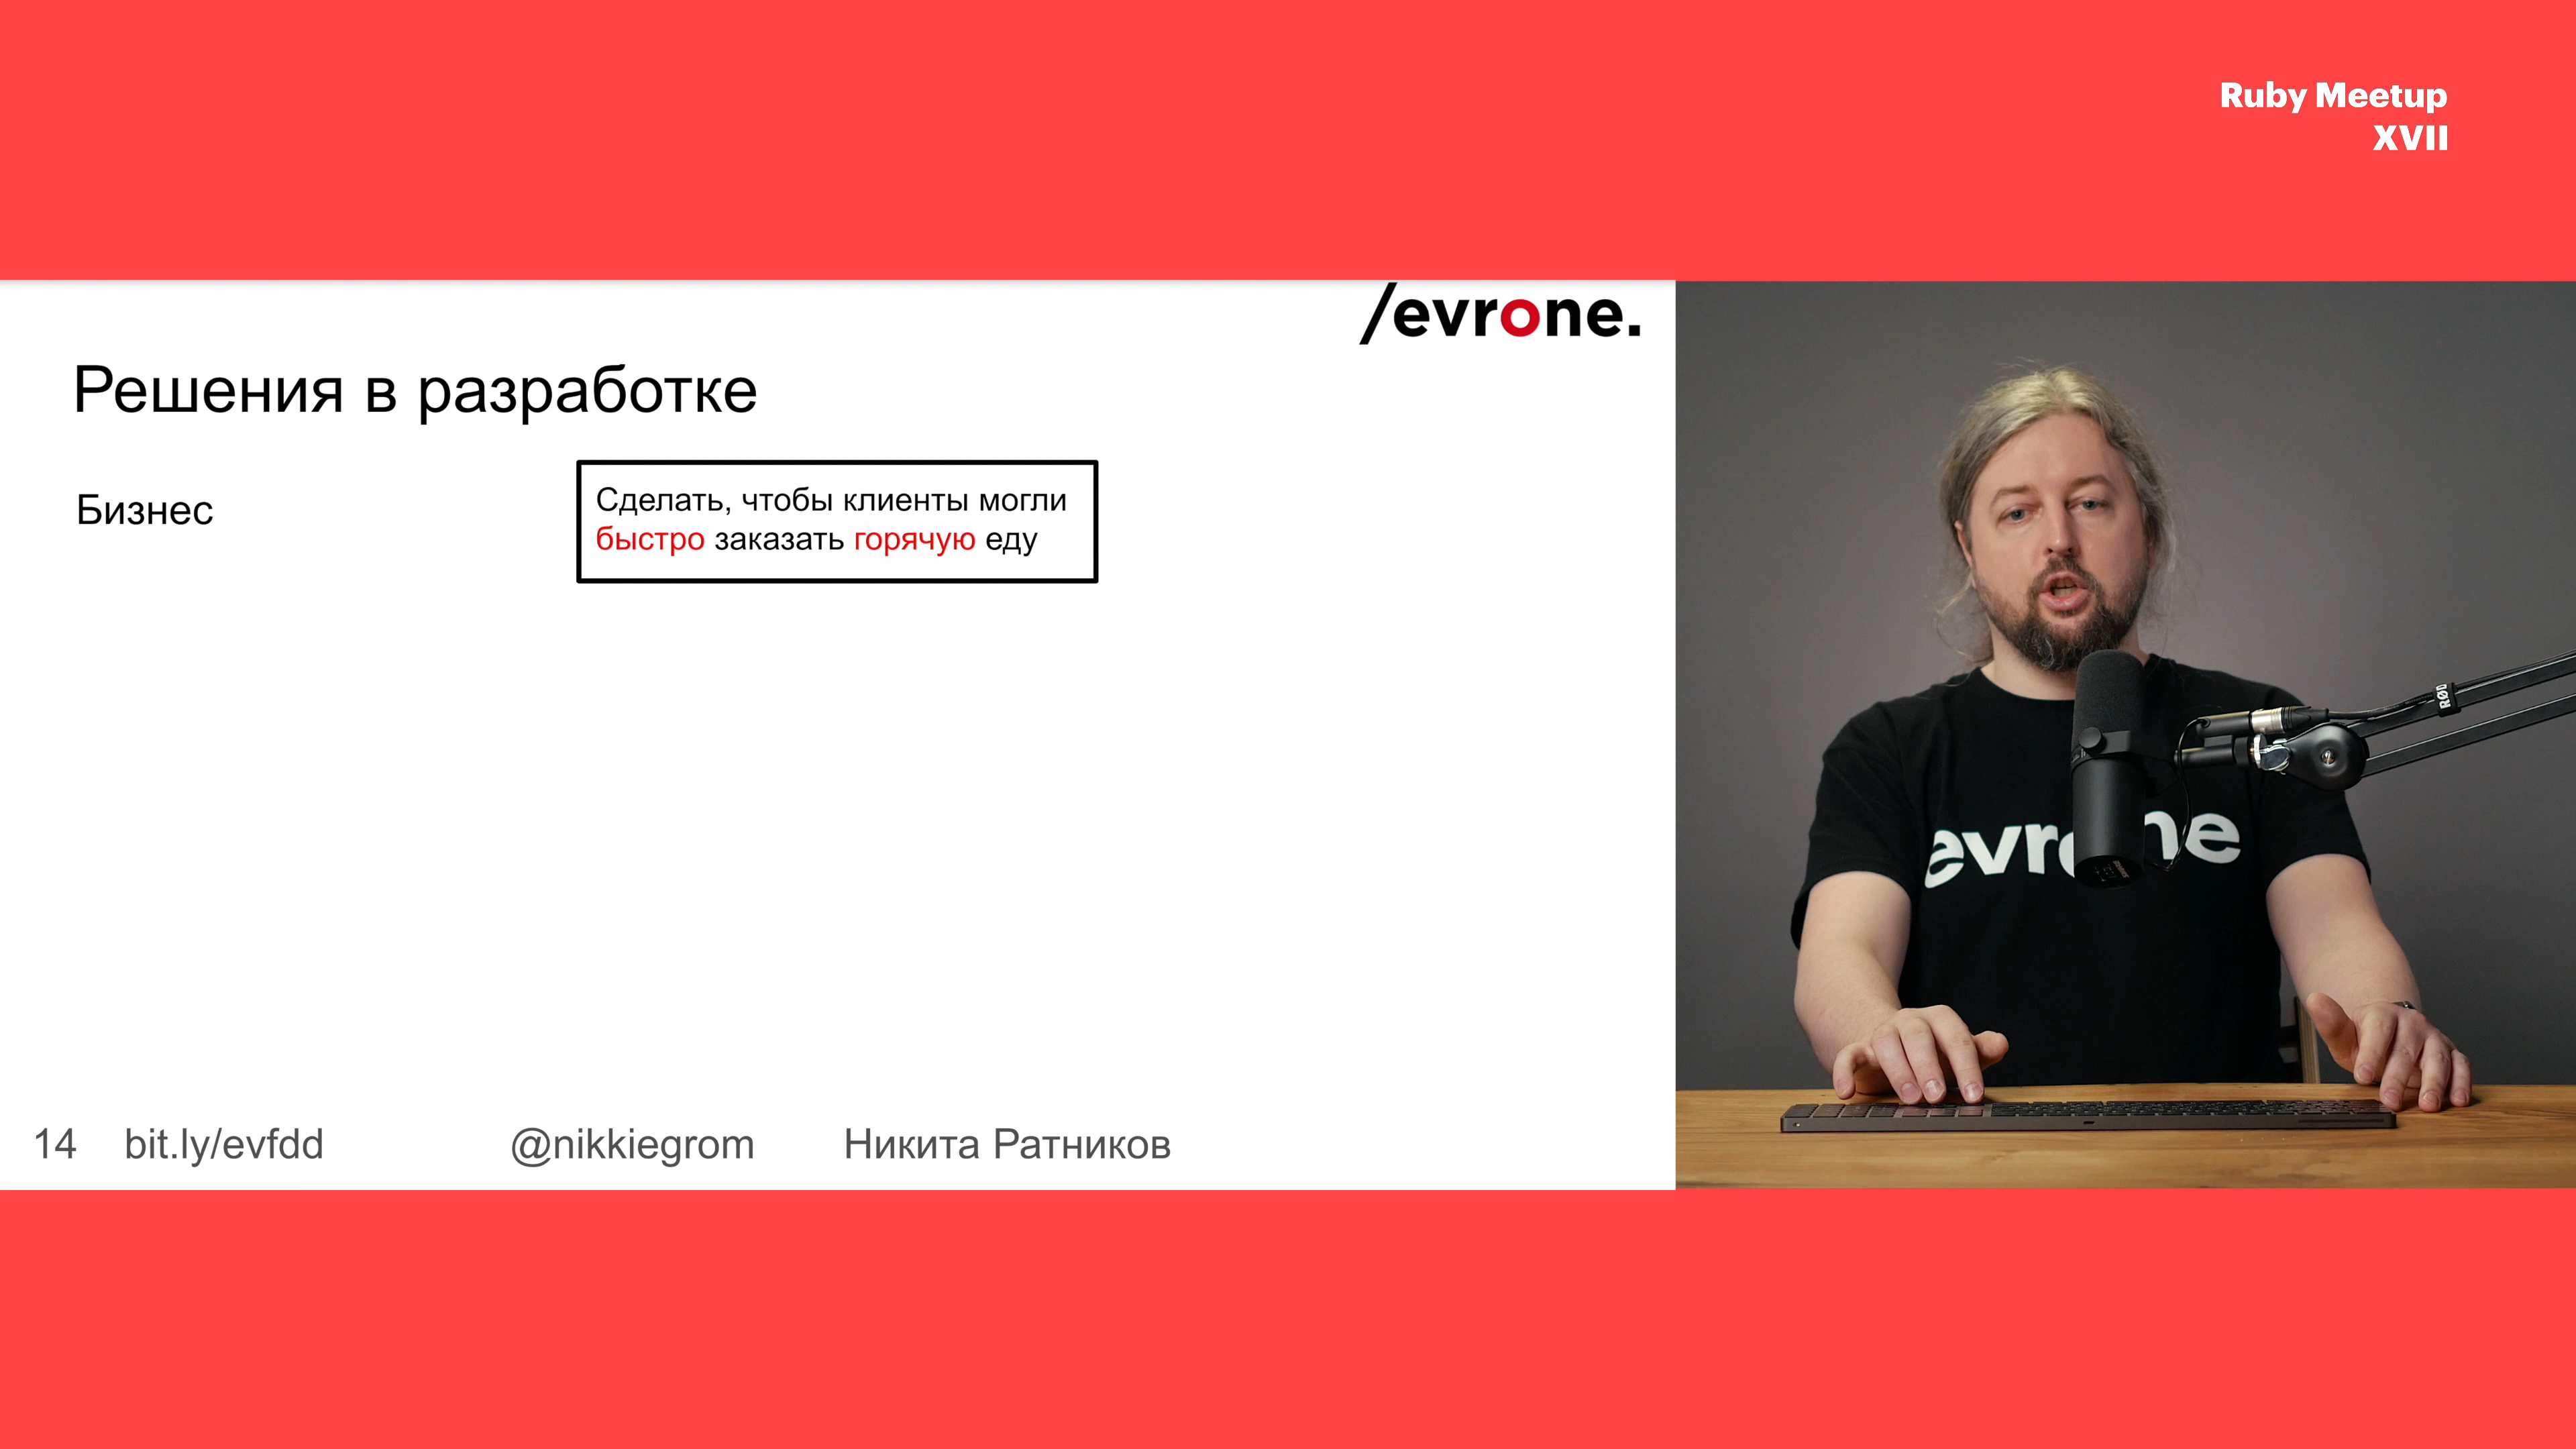 Ruby Meetup
XVII
/evrone.
Решения в разработке
Бизнес
Сделать, чтобы клиенты могли
быстро заказать горячую еду
14 bit.ly/evfdd @nikkiegrom Никита Ратников
RØD